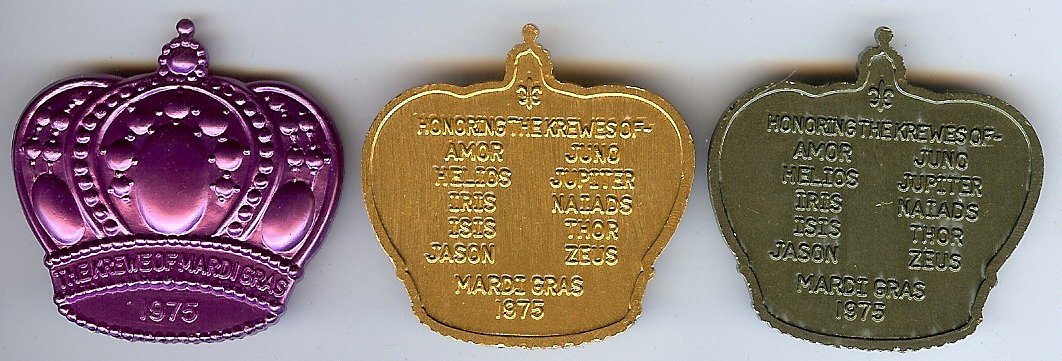 THE KREWE OF MARDI GRAS
1975
HONORING THE KREWES OF-
AMOR JUNO
HELIOS JUPITER
IRIS NAIADS
ISIS THOR
JASON ZEUS
MARDI GRAS
1975
HONORING THE KREWES OF-
AMOR JUNO
HELIOS JUPITER
IRIS NAIADS
ISIS THOR
JASON ZEUS
MARDI GRAS
1975